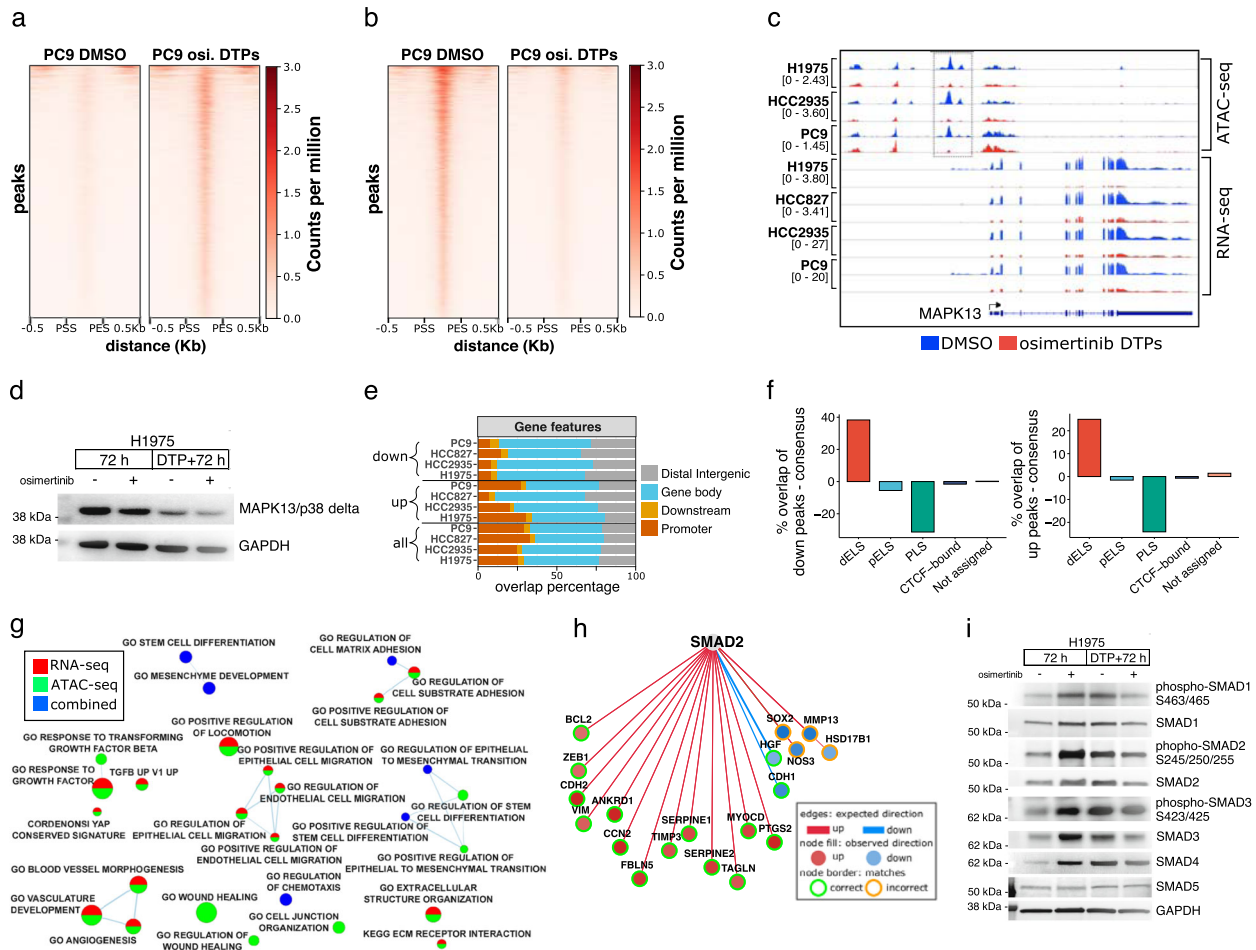 a
PC9 DMSO
PC9 osi. DTPs
peaks
3.0
2.5
2.0
1.5
1.0
0.5
0.0
Counts per million
-0.5 PSS PES 0.5Kb
-0.5 PSS PES 0.5Kb
distance (Kb)
b
PC9 DMSO
PC9 osi. DTPs
peaks
3.0
2.5
2.0
1.5
1.0
0.5
0.0
Counts per million
-0.5 PSS PES 0.5Kb
-0.5 PSS PES 0.5Kb
distance (Kb)
c
H1975
[0 - 2.43]
HCC2935
[0 - 3.60]
PC9
[0 - 1.45]
ATAC-seq
H1975
[0 - 3.80]
HCC827
[0 - 3.41]
HCC2935
[0 - 27]
PC9
[0 - 20]
RNA-seq
MAPK13
DMSO
osimertinib DTPs
d
H1975
72 h
DTP+72 h
osimertinib - + - +
38 kDa -
MAPK13/p38 delta
38 kDa -
GAPDH
e
Gene features
down
PC9
HCC827
HCC2935
H1975
up
PC9
HCC827
HCC2935
H1975
all
PC9
HCC827
HCC2935
H1975
0 50 100
overlap percentage
Distal Intergenic
Gene body
Downstream
Promoter
f
% overlap of
down peaks - consensus
40
20
0
−20
dELS
pELS
PLS
CTCF−bound
Not assigned
% overlap of
up peaks - consensus
20
10
0
−10
−20
dELS
pELS
PLS
CTCF−bound
Not assigned
g
RNA-seq
ATAC-seq
combined
GO STEM CELL DIFFERENTIATION
GO MESENCHYME DEVELOPMENT
GO REGULATION OF
CELL MATRIX ADHESION
GO REGULATION OF
CELL SUBSTRATE ADHESION
GO POSITIVE REGULATION OF
CELL SUBSTRATE ADHESION
GO POSITIVE REGULATION
OF LOCOMOTION
GO RESPONSE TO TRANSFORMING
GROWTH FACTOR BETA
GO RESPONSE TO
GROWTH FACTOR
TGFB UP V1 UP
CORDENONSI YAP
CONSERVED SIGNATURE
GO POSITIVE REGULATION OF
EPITHELIAL CELL MIGRATION
GO REGULATION OF
ENDOTHELIAL CELL MIGRATION
GO REGULATION OF
EPITHELIAL CELL MIGRATION
GO POSITIVE REGULATION OF
ENDOTHELIAL CELL MIGRATION
GO REGULATION OF EPITHELIAL
TO MESENCHYMAL TRANSITION
GO REGULATION OF STEM
CELL DIFFERENTIATION
GO POSITIVE REGULATION OF
STEM CELL DIFFERENTIATION
GO POSITIVE REGULATION OF
EPITHELIAL TO MESENCHYMAL TRANSITION
GO BLOOD VESSEL MORPHOGENESIS
GO VASCULATURE
DEVELOPMENT
GO ANGIOGENESIS
GO WOUND HEALING
GO REGULATION OF
WOUND HEALING
GO REGULATION
OF CHEMOTAXIS
GO CELL JUNCTION
ORGANIZATION
GO EXTRACELLULAR
STRUCTURE ORGANIZATION
KEGG ECM RECEPTOR INTERACTION
h
SMAD2
BCL2
ZEB1
CDH2
VIM
ANKRD1
CCN2
FBLN5
TIMP3
SERPINE1
SERPINE2
TAGLN
MYOCD
PTGS2
CDH1
HGF
SOX2
NOS3
MMP13
HSD17B1
edges: expected direction
up down
node fill: observed direction
up down
node border: matches
correct incorrect
i
H1975
72 h
DTP+72 h
osimertinib - + - +
50 kDa -
phospho-SMAD1
S463/465
SMAD1
50 kDa -
phopho-SMAD2
S245/250/255
50 kDa -
SMAD2
62 kDa -
phospho-SMAD3
S423/425
62 kDa -
SMAD3
62 kDa -
SMAD4
50 kDa -
SMAD5
38 kDa -
GAPDH